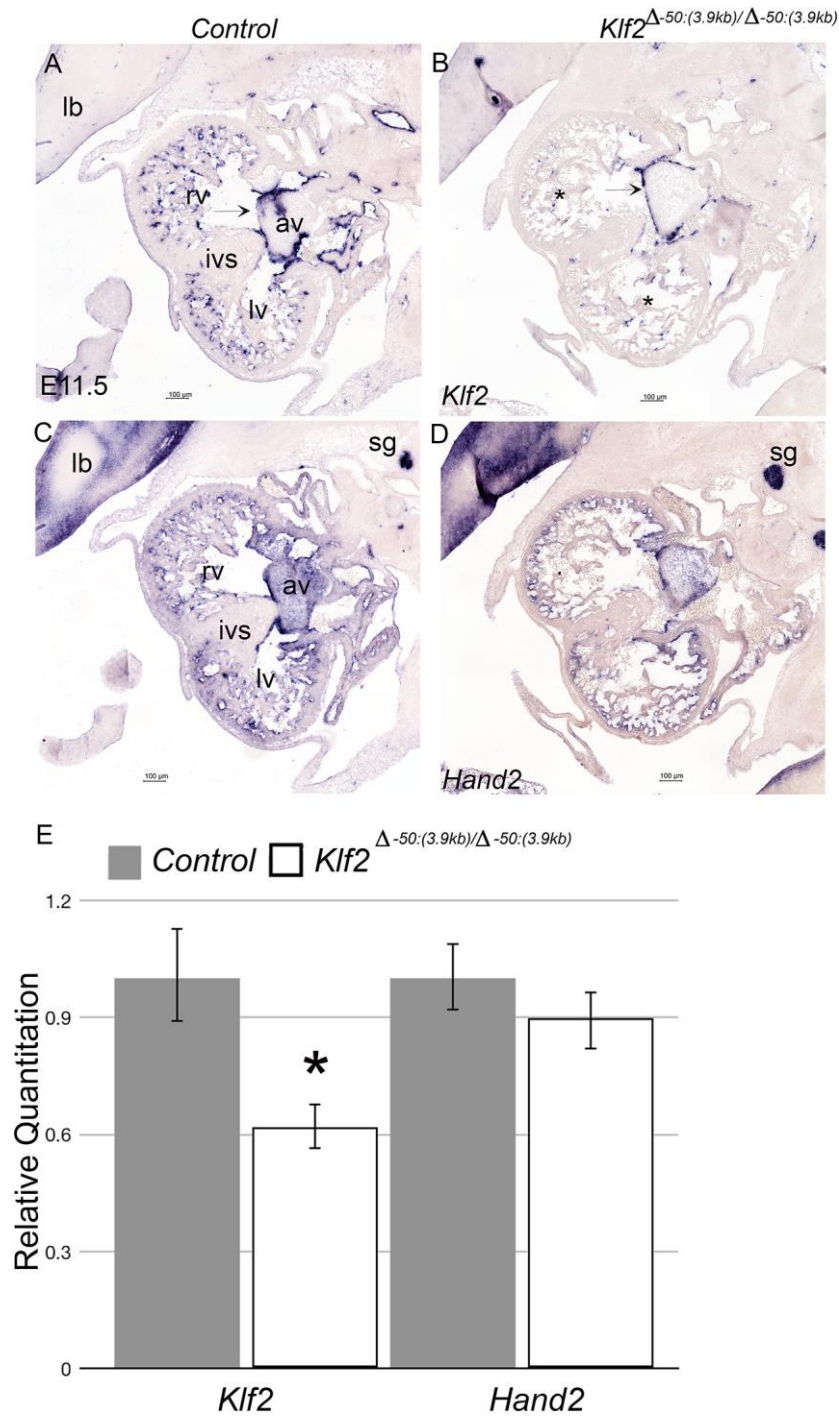 Control Klf2 Δ-50:(3.9kb)/Δ-50:(3.9kb)
A
lb
rv
av
ivs
lv
E11.5
100 µm
B
*
*
Klf2
100 µm
C
lb
sg
rv
av
ivs
lv
100 µm
D
sg
Hand2
100 µm
E
Control Klf2 Δ-50:(3.9kb)/Δ-50:(3.9kb)
1.2
0.9
0.6
0.3
0
Relative Quantitation
*
Klf2 Hand2